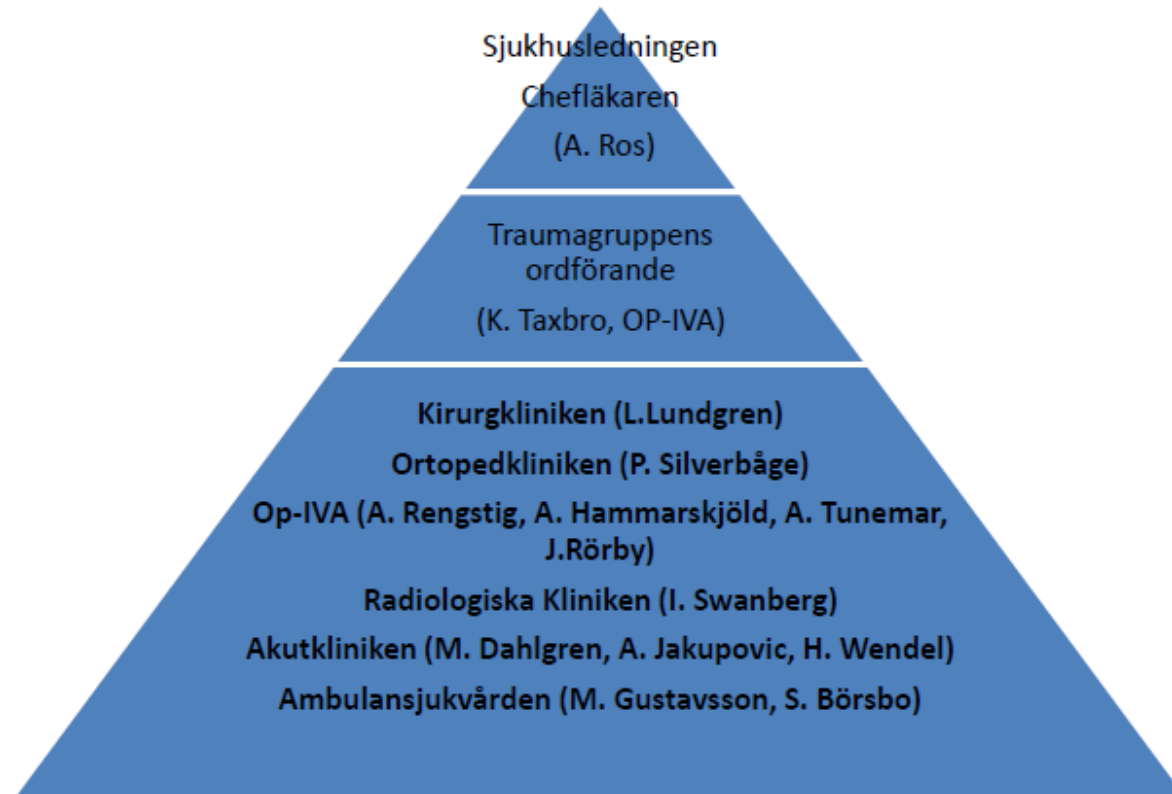 Sjukhusledningen
Chefläkaren
(A. Ros)
Traumagruppens
ordförande
(K. Taxbro, OP-IVA)
Kirurgkliniken (L.Lundgren)
Ortopedkliniken (P. Silverbåge)
Op-IVA (A. Rengstig, A. Hammarskjöld, A. Tunemar,
J.Rörby)
Radiologiska Kliniken (I. Swanberg)
Akutkliniken (M. Dahlgren, A. Jakupovic, H. Wendel)
Ambulansjukvården (M. Gustavsson, S. Börsbo)